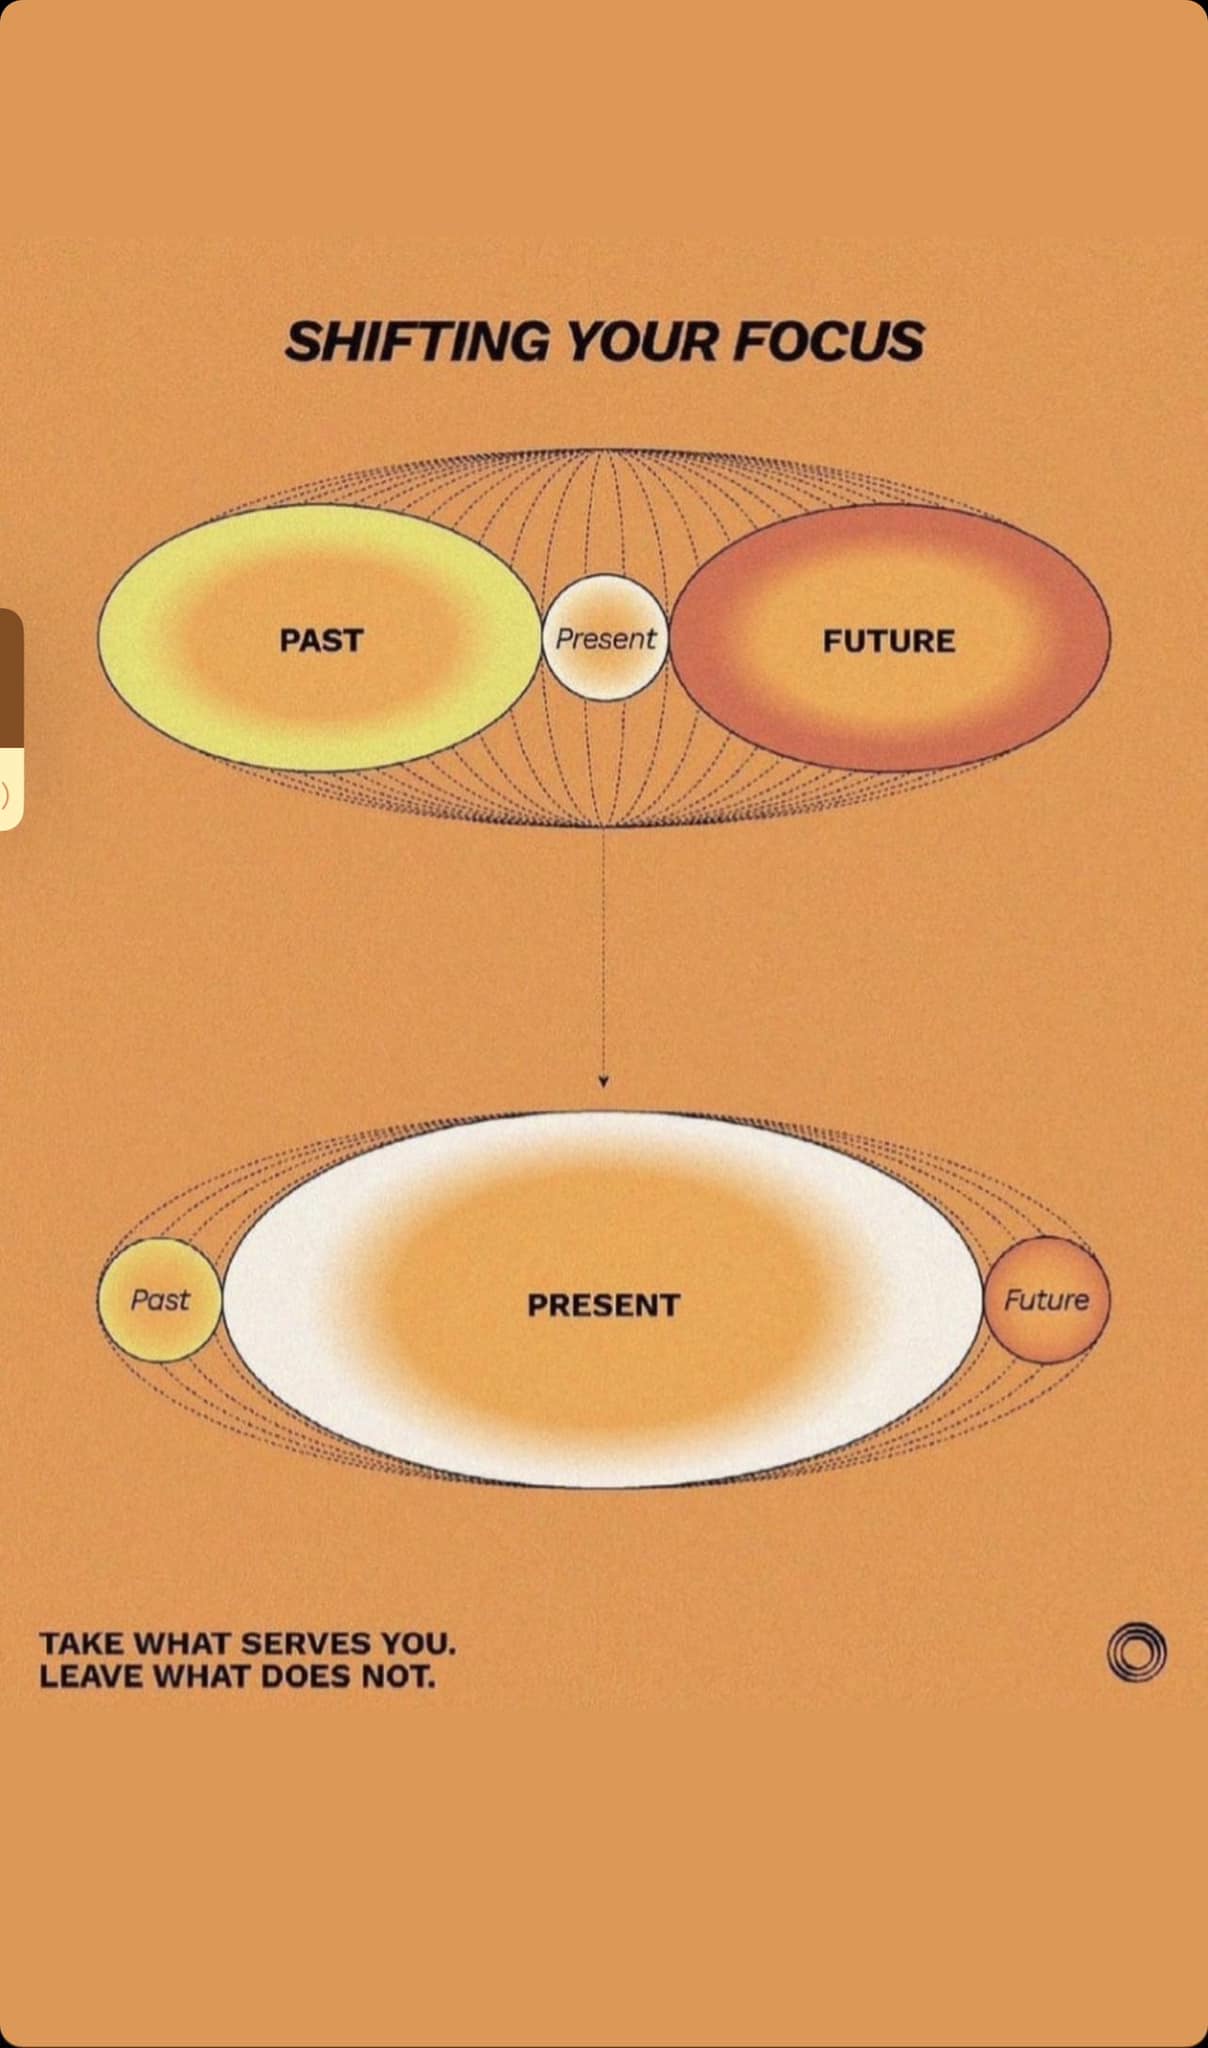 SHIFTING YOUR FOCUS
PAST
Present
FUTURE
Past
PRESENT
Future
TAKE WHAT SERVES YOU.
LEAVE WHAT DOES NOT.